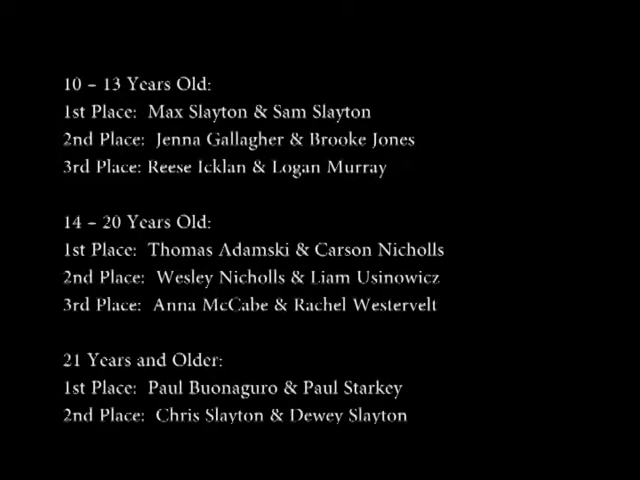 10 – 13 Years Old:
1st Place: Max Slayton & Sam Slayton
2nd Place: Jenna Gallagher & Brooke Jones
3rd Place: Reese Icklan & Logan Murray
14 – 20 Years Old:
1st Place: Thomas Adamski & Carson Nicholls
2nd Place: Wesley Nicholls & Liam Usinowicz
3rd Place: Anna McCabe & Rachel Westervelt
21 Years and Older:
1st Place: Paul Buonaguro & Paul Starkey
2nd Place: Chris Slayton & Dewey Slayton